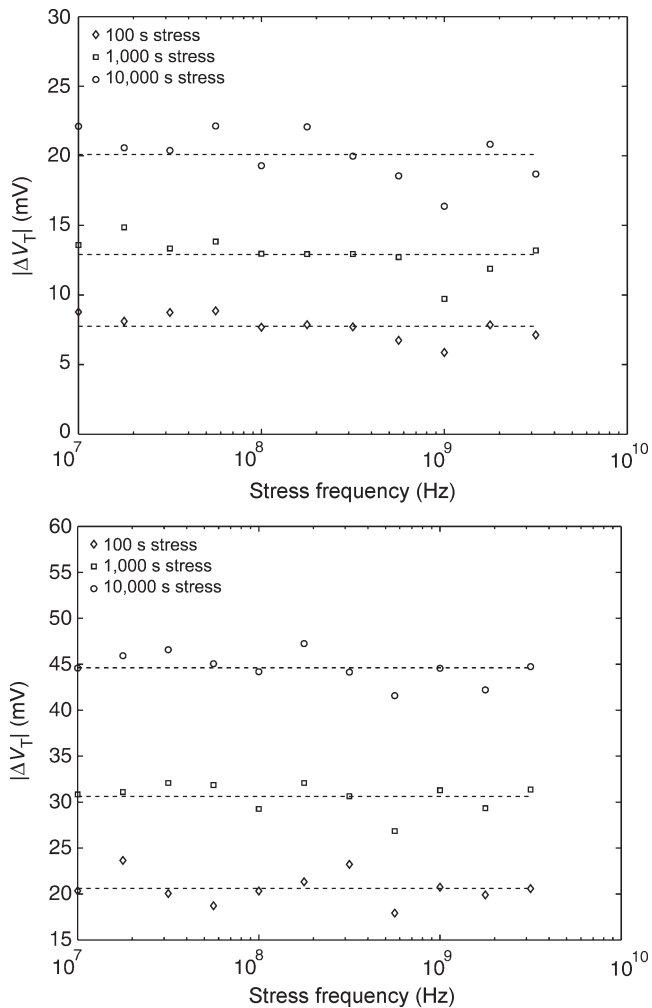 30
25
20
15
10
5
0
|ΔV_T| (mV)
100 s stress
1,000 s stress
10,000 s stress
10^7
10^8
10^9
10^10
Stress frequency (Hz)
60
55
50
45
40
35
30
25
20
15
|ΔV_T| (mV)
100 s stress
1,000 s stress
10,000 s stress
10^7
10^8
10^9
10^10
Stress frequency (Hz)